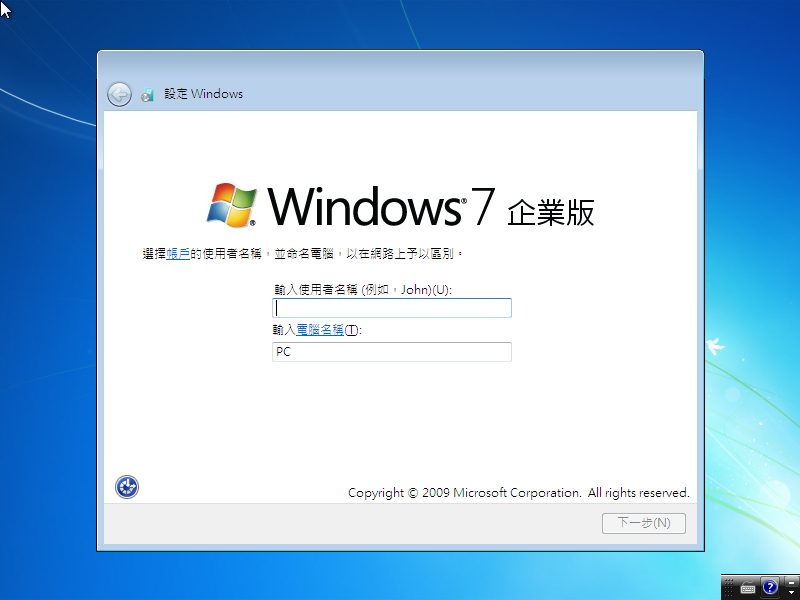 設定 Windows
Windows® 7 企業版
選擇帳戶的使用者名稱，並命名電腦，以在網路上予以區別。
輸入使用者名稱 (例如，John)(U):
輸入電腦名稱(T):
PC
Copyright © 2009 Microsoft Corporation. All rights reserved.
下一步(N)